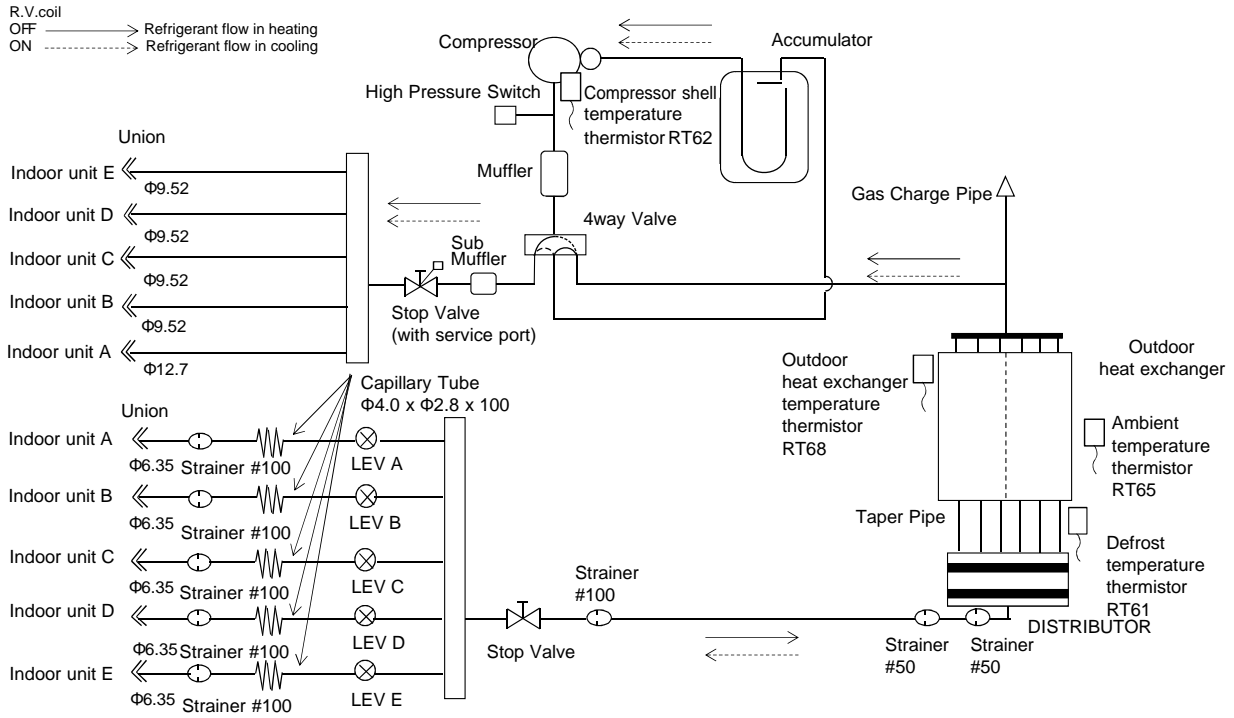 R.V.coil
OFF Refrigerant flow in heating
ON Refrigerant flow in cooling
Compressor
Accumulator
High Pressure Switch
Compressor shell
temperature
thermistor RT62
Union
Indoor unit E
Φ9.52
Indoor unit D
Φ9.52
Indoor unit C
Φ9.52
Indoor unit B
Φ9.52
Indoor unit A
Φ12.7
Muffler
4way Valve
Sub
Muffler
Stop Valve
(with service port)
Gas Charge Pipe
Outdoor
heat exchanger
temperature
thermistor
RT68
Outdoor
heat exchanger
Ambient
temperature
thermistor
RT65
Taper Pipe
Defrost
temperature
thermistor
RT61
DISTRIBUTOR
Capillary Tube
Φ4.0 x Φ2.8 x 100
Union
Indoor unit A
Φ6.35 Strainer #100
LEV A
Indoor unit B
Φ6.35 Strainer #100
LEV B
Indoor unit C
Φ6.35 Strainer #100
LEV C
Indoor unit D
Φ6.35 Strainer #100
LEV D
Indoor unit E
Φ6.35 Strainer #100
LEV E
Stop Valve
Strainer
#100
Strainer
#50
Strainer
#50